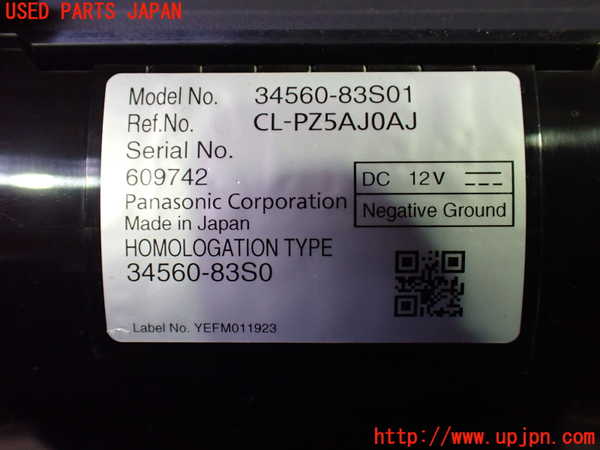 USED PARTS JAPAN
Model No. 34560-83S01
Ref.No. CL-PZ5AJ0AJ
Serial No.
609742
Panasonic Corporation
Made in Japan
DC 12V
Negative Ground
HOMOLOGATION TYPE
34560-83S0
Label No. YEFM011923
http://www.upjpn.com